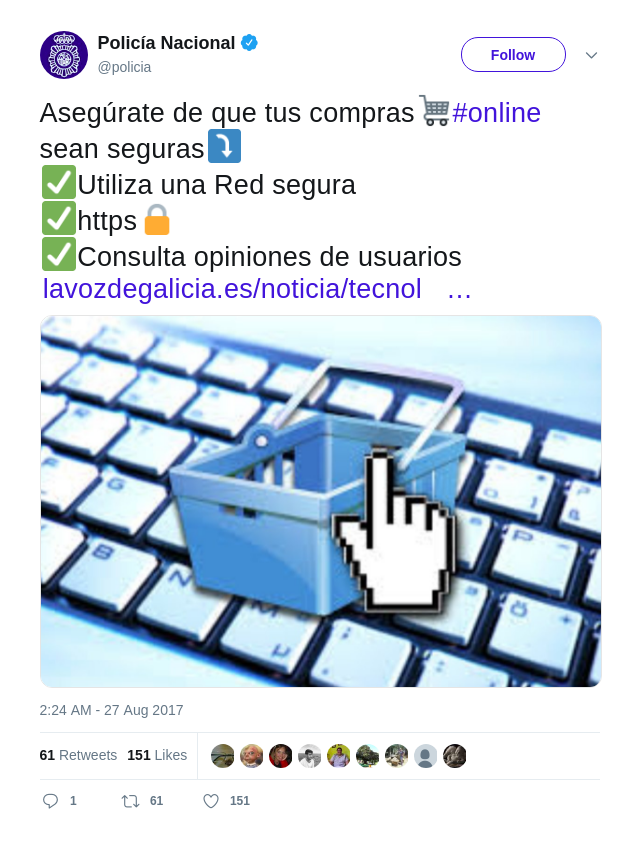 Policía Nacional
@policia
Follow
Asegúrate de que tus compras #online
sean seguras
Utiliza una Red segura
https
Consulta opiniones de usuarios
lavozdegalicia.es/noticia/tecnol …
2:24 AM - 27 Aug 2017
61 Retweets 151 Likes
1 61 151